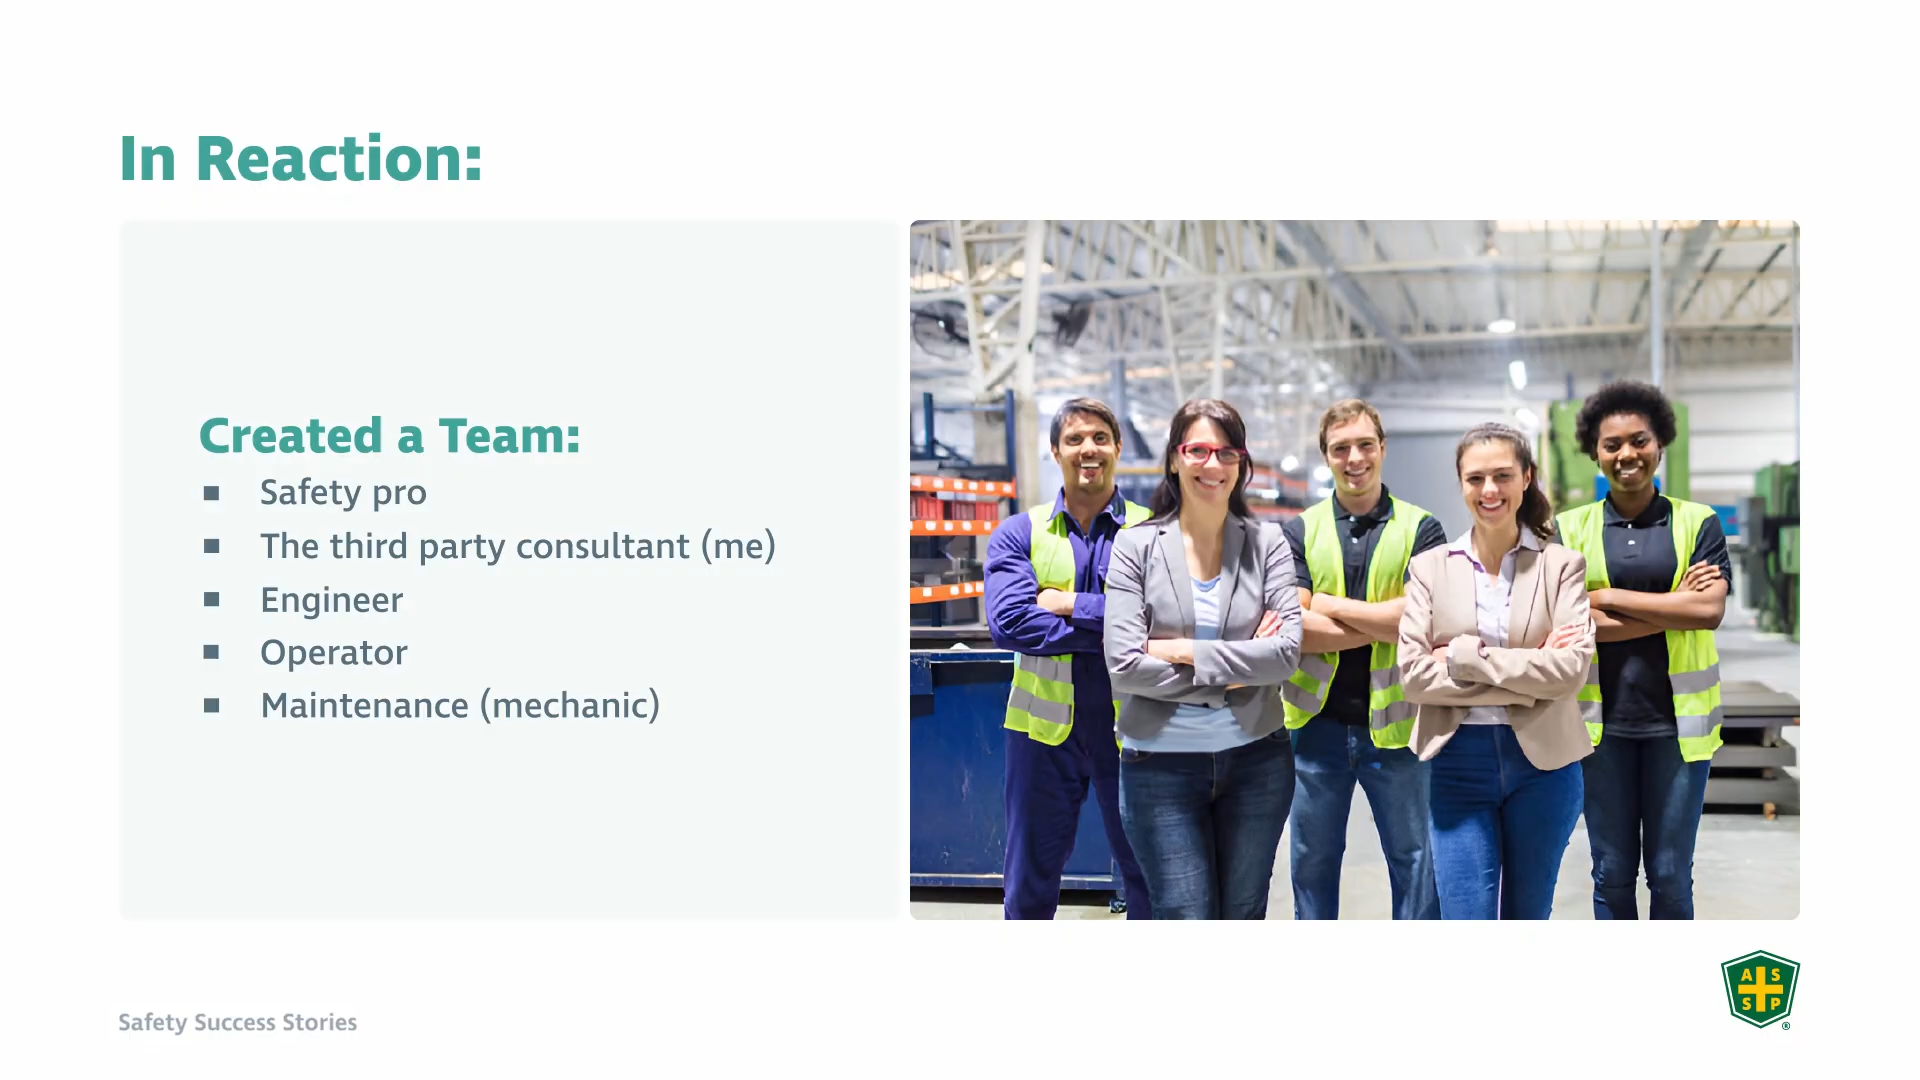 In Reaction:
Created a Team:
▪ Safety pro
▪ The third party consultant (me)
▪ Engineer
▪ Operator
▪ Maintenance (mechanic)
Safety Success Stories
A S
S P
®